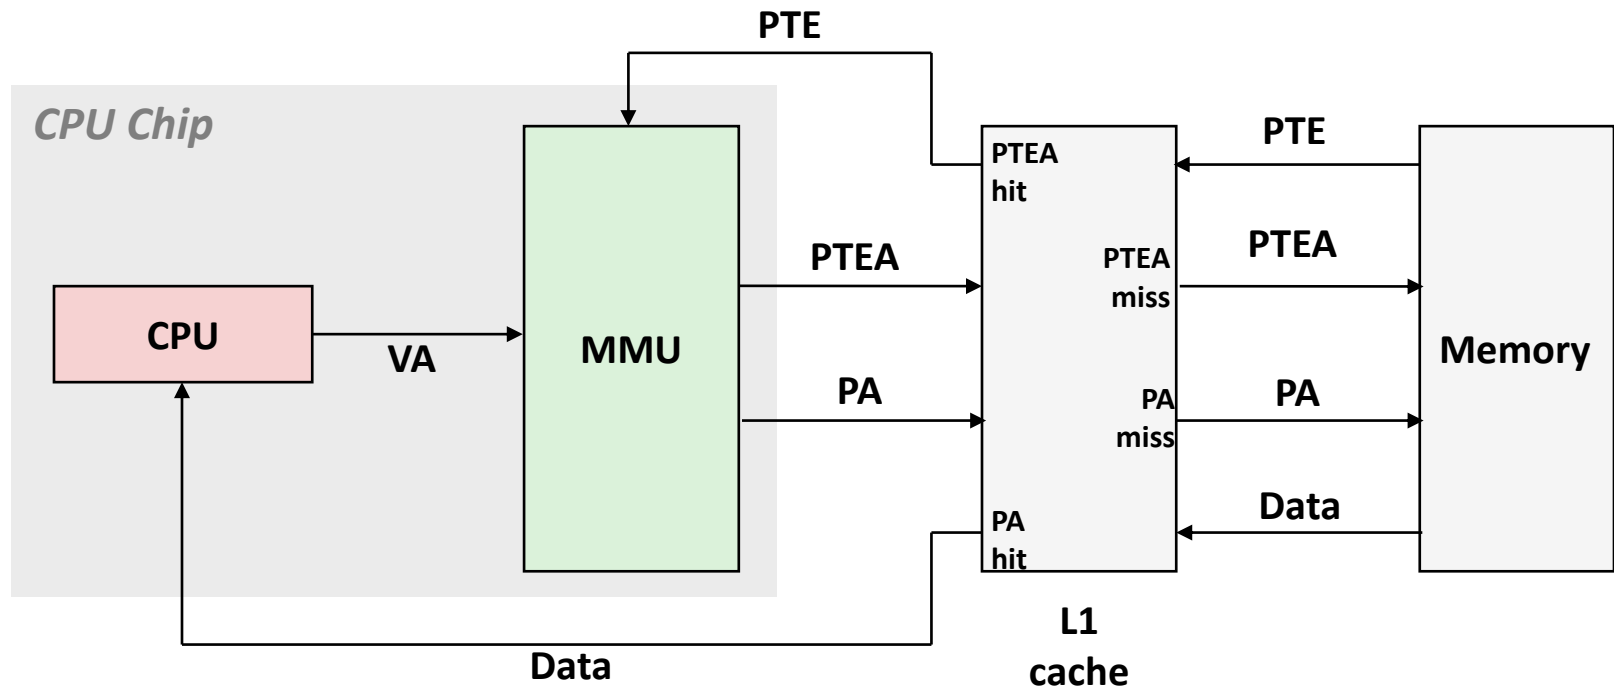 PTE
CPU Chip
PTEA
hit
PTE
PTEA
PTEA
PTEA
miss
CPU
VA
MMU
Memory
PA
PA
miss
PA
PA
hit
Data
L1
cache
Data